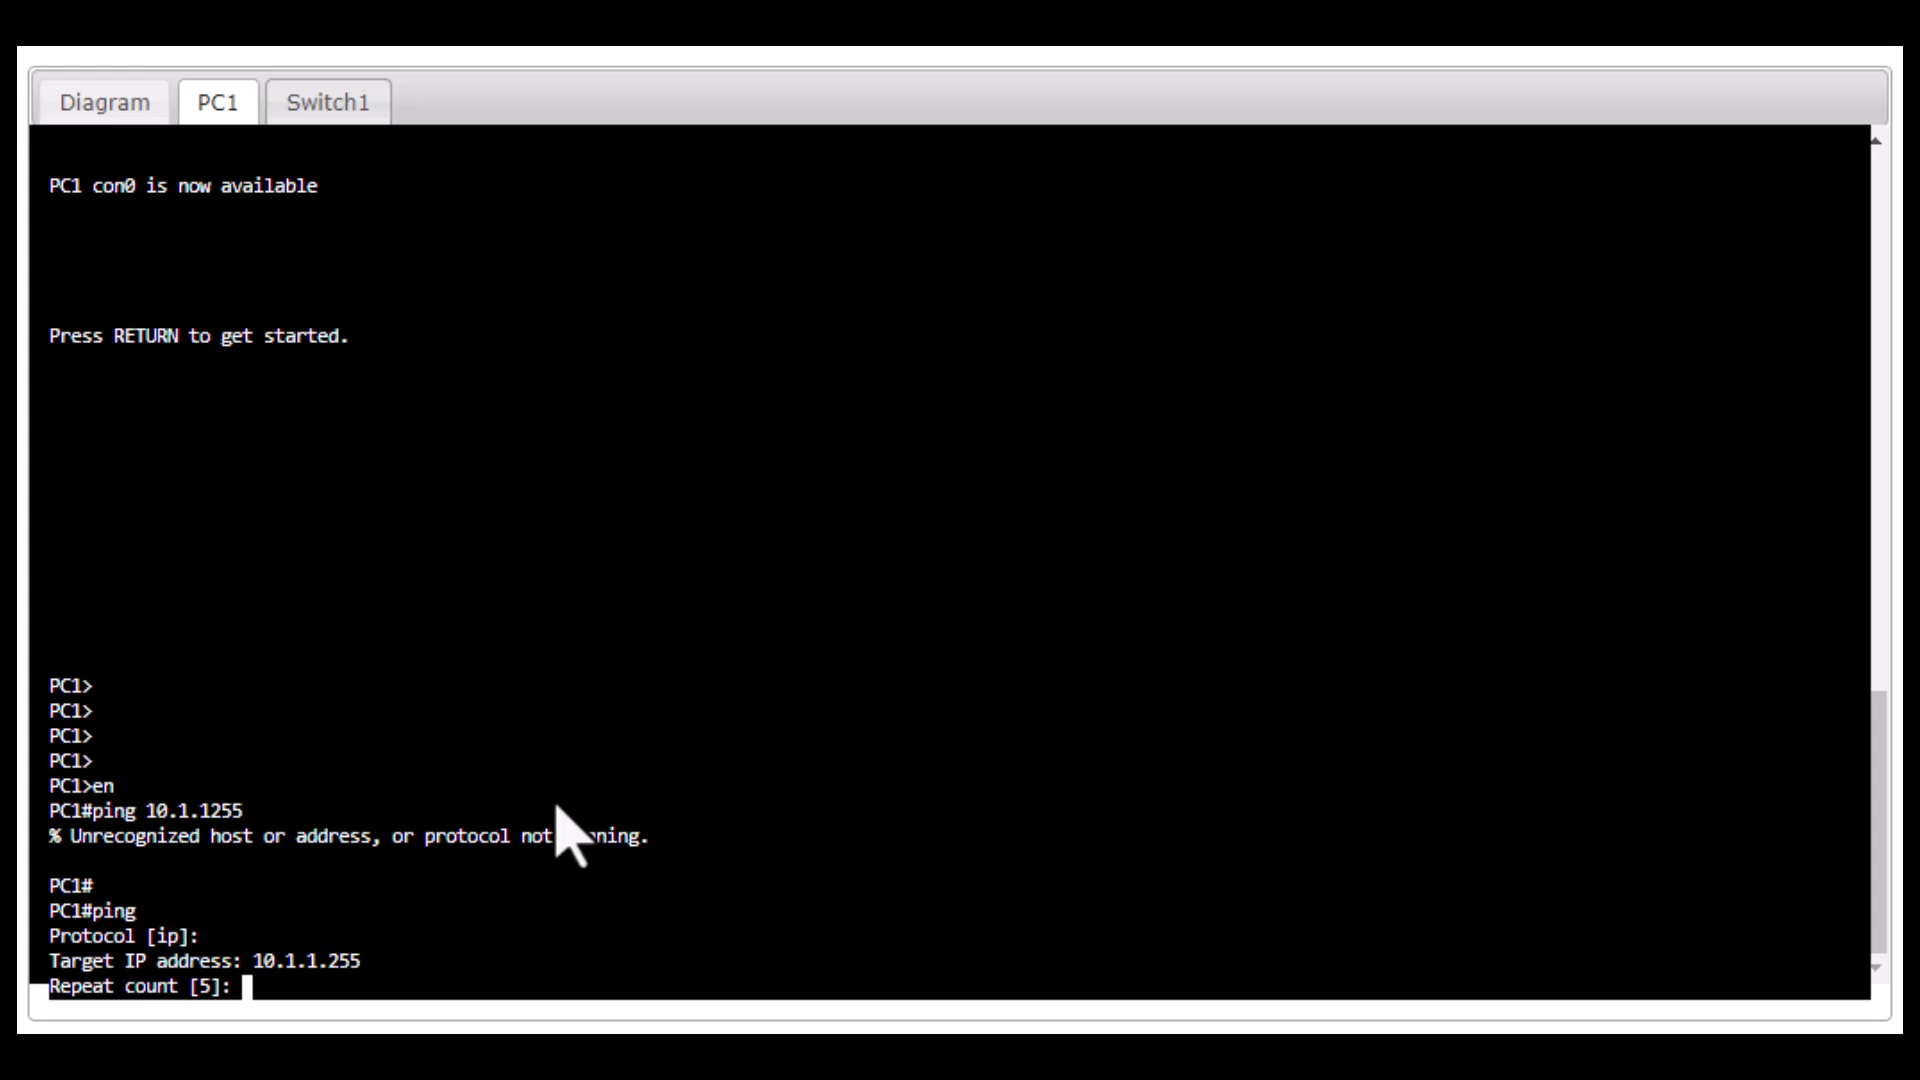 Diagram
PC1
Switch1
PC1 con0 is now available
Press RETURN to get started.
PC1>
PC1>
PC1>
PC1>
PC1>en
PC1#ping 10.1.1255
% Unrecognized host or address, or protocol not
PC1#
PC1#ping
Protocol [ip]:
Target IP address: 10.1.1.255
Repeat count [5]: